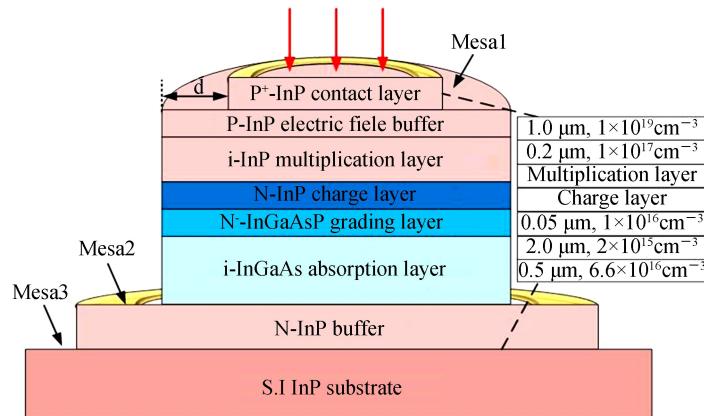 Mesa1
d
P⁺-InP contact layer
P-InP electric fiele buffer
i-InP multiplication layer
N-InP charge layer
N⁻-InGaAsP grading layer
i-InGaAs absorption layer
Mesa2
Mesa3
N-InP buffer
S.I InP substrate
1.0 μm, 1×10¹⁹cm⁻³
0.2 μm, 1×10¹⁷cm⁻³
Multiplication layer
Charge layer
0.05 μm, 1×10¹⁶cm⁻³
2.0 μm, 2×10¹⁵cm⁻³
0.5 μm, 6.6×10¹⁶cm⁻³